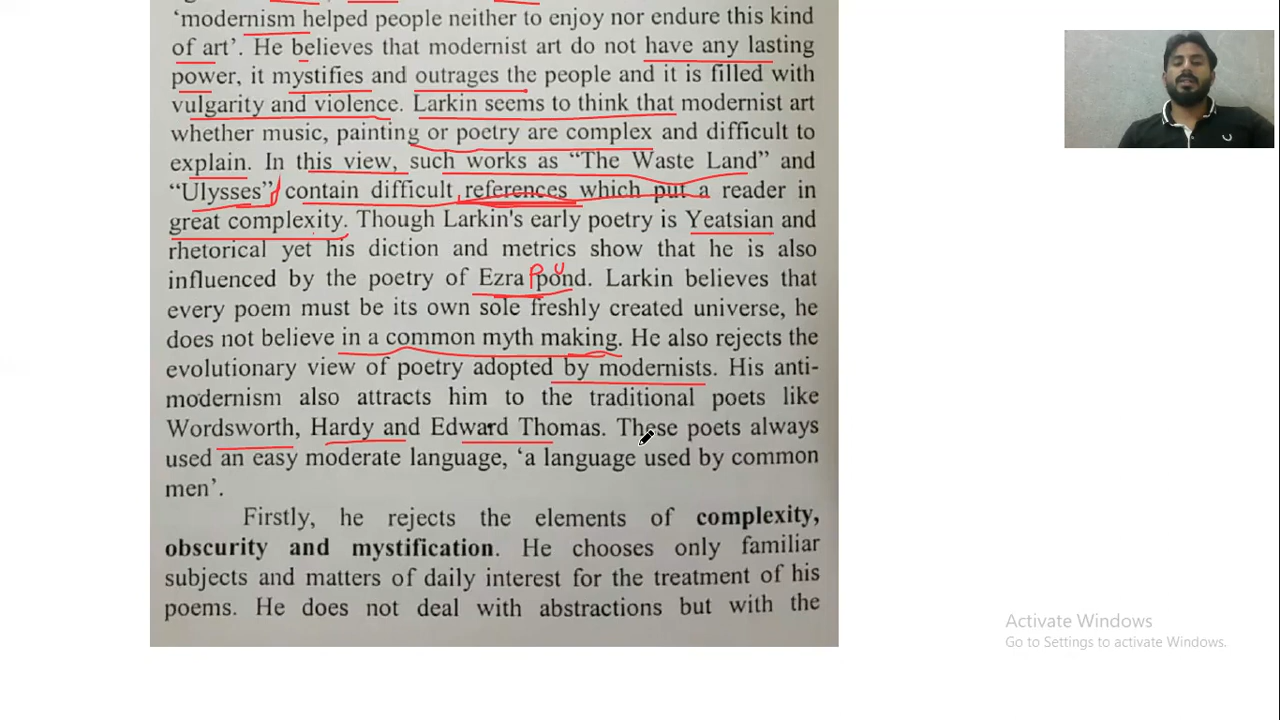 'modernism helped people neither to enjoy nor endure this kind
of art'. He believes that modernist art do not have any lasting
power, it mystifies and outrages the people and it is filled with
vulgarity and violence. Larkin seems to think that modernist art
whether music, painting or poetry are complex and difficult to
explain. In this view, such works as “The Waste Land” and
“Ulysses” contain difficult references which put a reader in
great complexity. Though Larkin's early poetry is Yeatsian and
rhetorical yet his diction and metrics show that he is also
influenced by the poetry of Ezra pond. Larkin believes that
P U
every poem must be its own sole freshly created universe, he
does not believe in a common myth making. He also rejects the
evolutionary view of poetry adopted by modernists. His anti-
modernism also attracts him to the traditional poets like
Wordsworth, Hardy and Edward Thomas. These poets always
used an easy moderate language, 'a language used by common
men'.
Firstly, he rejects the elements of complexity,
obscurity and mystification. He chooses only familiar
subjects and matters of daily interest for the treatment of his
poems. He does not deal with abstractions but with the
Activate Windows
Go to Settings to activate Windows.